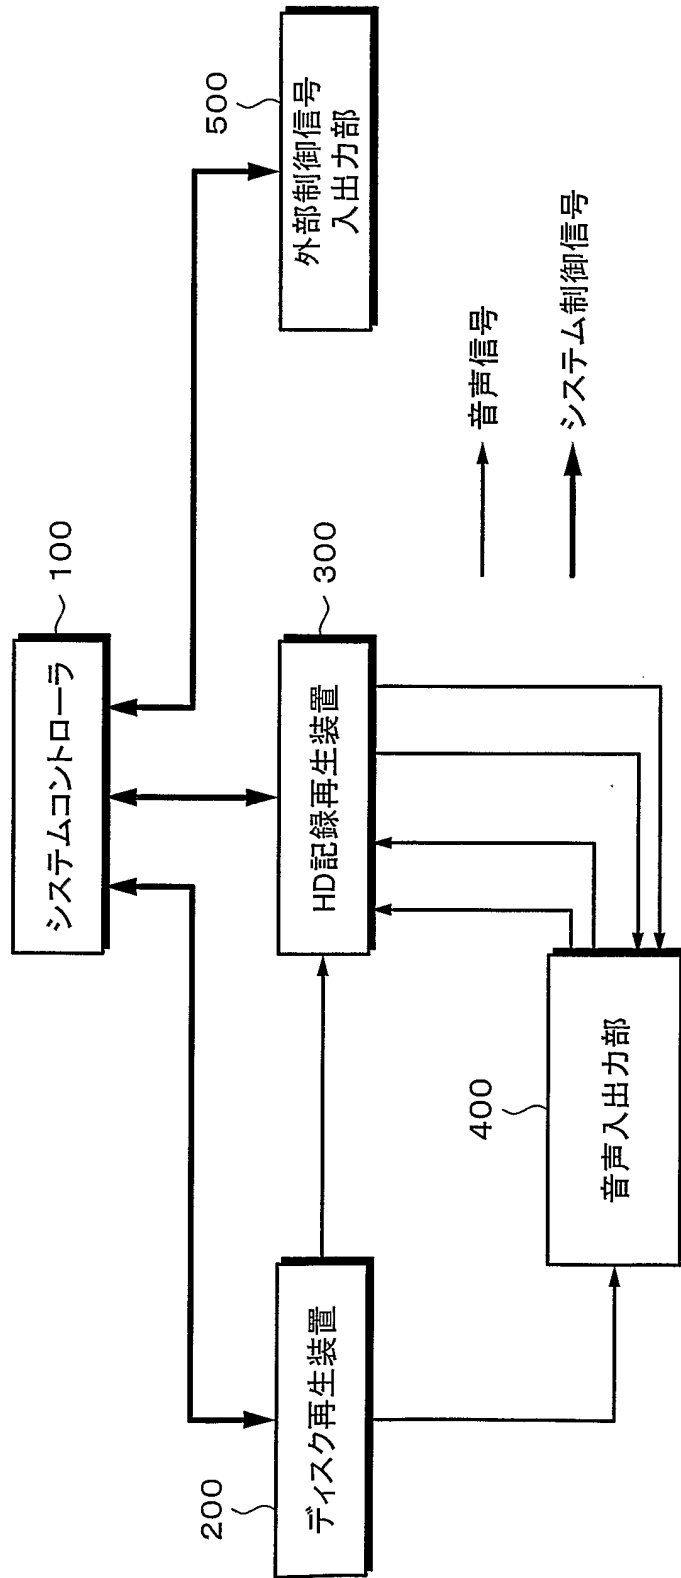 100
システムコントローラ
200
ディスク再生装置
300
HD記録再生装置
500
外部制御信号
入出力部
400
音声入出力部
音声信号
システム制御信号